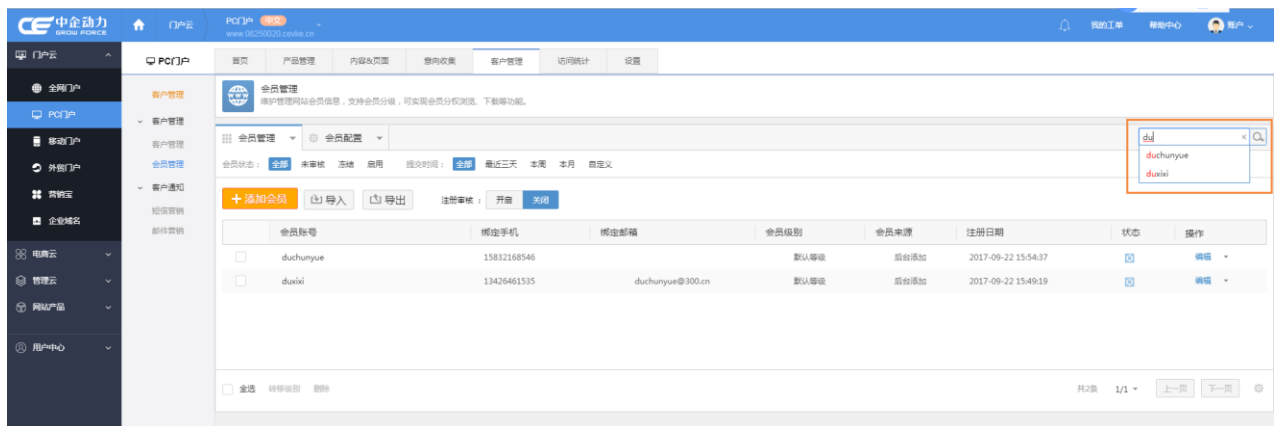 中企动力 门户云 PC门户 中文 我的工单 帮助中心 账户
GROW FORCE www.08250020.cevke.cn
门户云 PC门户 首页 产品管理 内容&页面 意向收集 客户管理 访问统计 设置
全网门户 客户管理 会员管理
维护管理网站会员信息，支持会员分级，可实现会员分权浏览、下载等功能。
PC门户 客户管理
移动门户 客户管理 会员管理 会员配置 du
外贸门户 会员管理 会员状态： 全部 未审核 冻结 启用 提交时间： 全部 最近三天 本周 本月 自定义 duchunyue
duxixi
营销宝 客户通知 添加会员 导入 导出 注册审核： 开启 关闭
企业域名 短信营销
邮件营销 会员账号 绑定手机 绑定邮箱 会员级别 会员来源 注册日期 状态 操作
电商云 duchunyue 15832168546 默认等级 后台添加 2017-09-22 15:54:37 编辑
管理云 duxixi 13426461535 duchunyue@300.cn 默认等级 后台添加 2017-09-22 15:49:19 编辑
网站产品
用户中心
全选 转移级别 删除 共2条 1/1 上一页 下一页